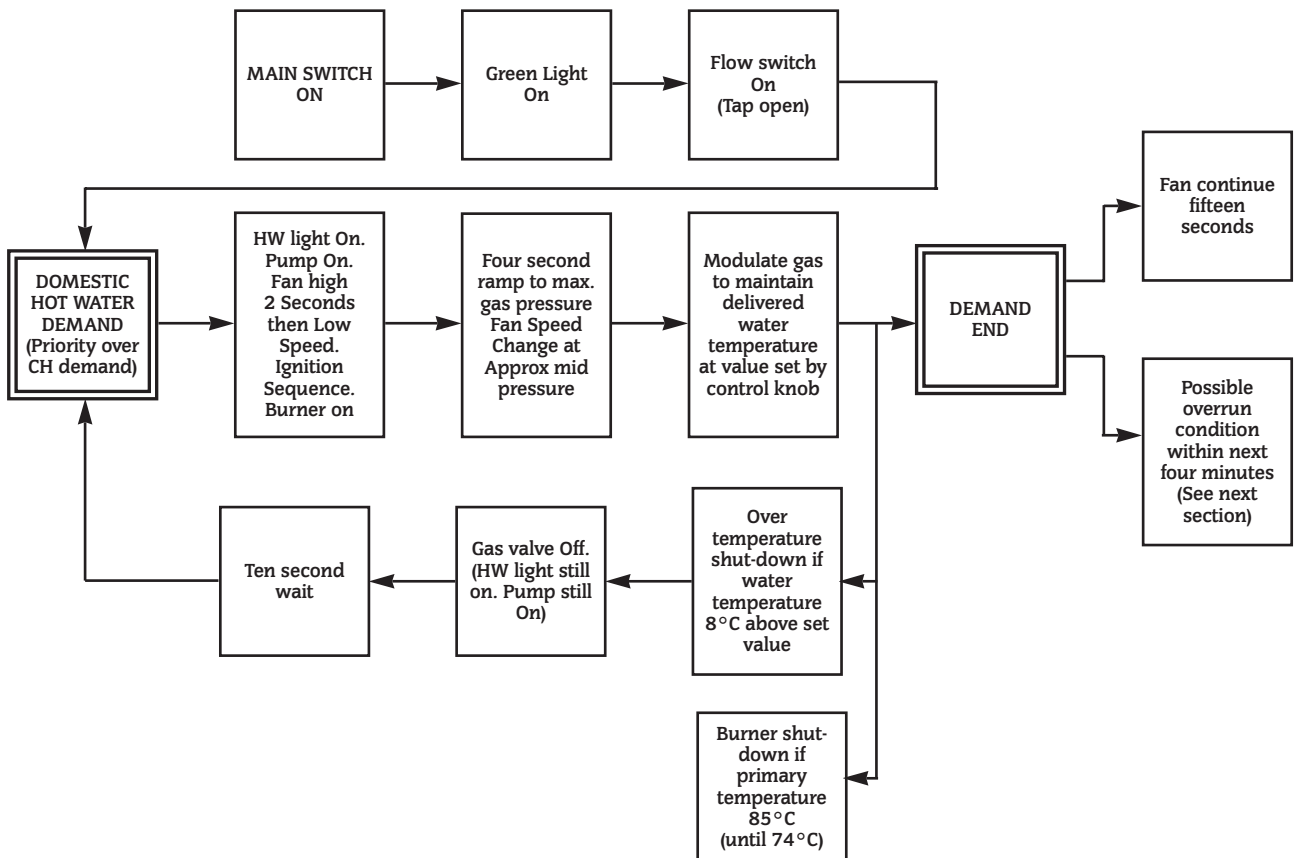 MAIN SWITCH
ON
Green Light
On
Flow switch
On
(Tap open)
Fan continue
fifteen
seconds
DOMESTIC
HOT WATER
DEMAND
(Priority over
CH demand)
HW light On.
Pump On.
Fan high
2 Seconds
then Low
Speed.
Ignition
Sequence.
Burner on
Four second
ramp to max.
gas pressure
Fan Speed
Change at
Approx mid
pressure
Modulate gas
to maintain
delivered
water
temperature
at value set by
control knob
DEMAND
END
Possible
overrun
condition
within next
four minutes
(See next
section)
Ten second
wait
Gas valve Off.
(HW light still
on. Pump still
On)
Over
temperature
shut-down if
water
temperature
8°C above set
value
Burner shut-
down if
primary
temperature
85°C
(until 74°C)